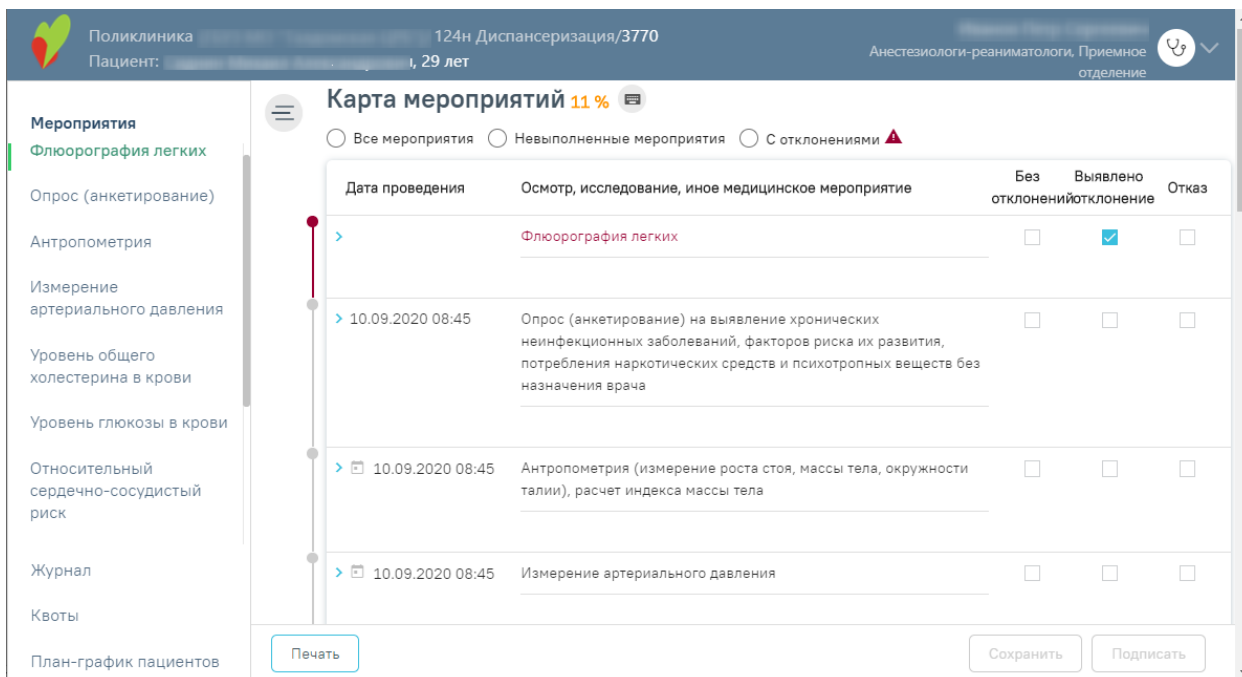 Поликлиника 124н Диспансеризация/3770
Пациент: , 29 лет
Анестезиологи-реаниматологи, Приемное
отделение
Мероприятия
Флюорография легких
Опрос (анкетирование)
Антропометрия
Измерение
артериального давления
Уровень общего
холестерина в крови
Уровень глюкозы в крови
Относительный
сердечно-сосудистый
риск
Журнал
Квоты
План-график пациентов
Карта мероприятий 11 %
Все мероприятия Невыполненные мероприятия С отклонениями
Дата проведения Осмотр, исследование, иное медицинское мероприятие Без отклонений Выявлено отклонение Отказ
Флюорография легких
10.09.2020 08:45 Опрос (анкетирование) на выявление хронических
неинфекционных заболеваний, факторов риска их развития,
потребления наркотических средств и психотропных веществ без
назначения врача
10.09.2020 08:45 Антропометрия (измерение роста стоя, массы тела, окружности
талии), расчет индекса массы тела
10.09.2020 08:45 Измерение артериального давления
Печать Сохранить Подписать